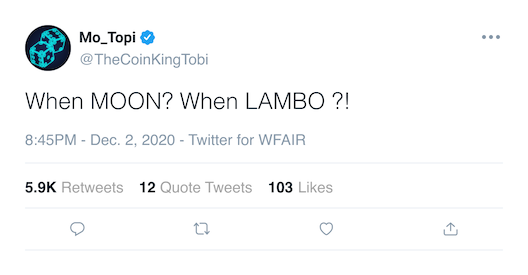 Mo_Topi
@TheCoinKingTobi
When MOON? When LAMBO ?!
8:45PM - Dec. 2, 2020 - Twitter for WFAIR
5.9K Retweets 12 Quote Tweets 103 Likes